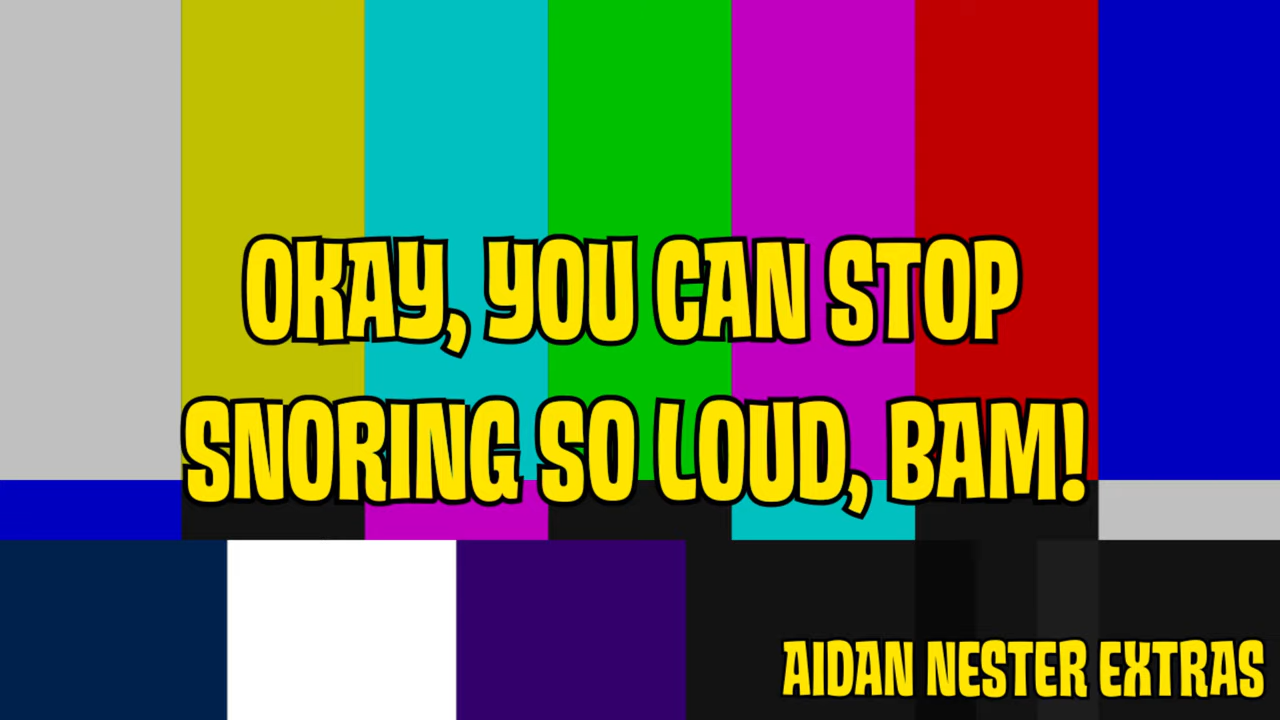 OKAY, YOU CAN STOP
SNORING SO LOUD, BAM!
AIDAN NESTER EXTRAS